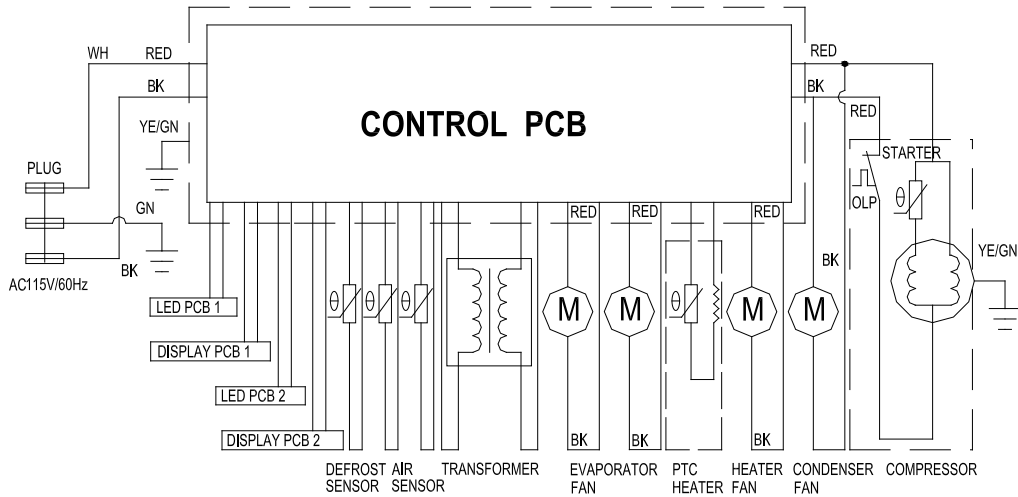 WH
RED
RED
BK
BK
CONTROL PCB
RED
YE/GN
STARTER
PLUG
θ
OLP
GN
RED
RED
RED
YE/GN
BK
BK
AC115V/60Hz
θ
θ
θ
θ
LED PCB 1
M
M
M
M
DISPLAY PCB 1
LED PCB 2
DISPLAY PCB 2
BK
BK
BK
DEFROST
SENSOR
AIR
SENSOR
TRANSFORMER
EVAPORATOR
FAN
PTC
HEATER
HEATER
FAN
CONDENSER
FAN
COMPRESSOR